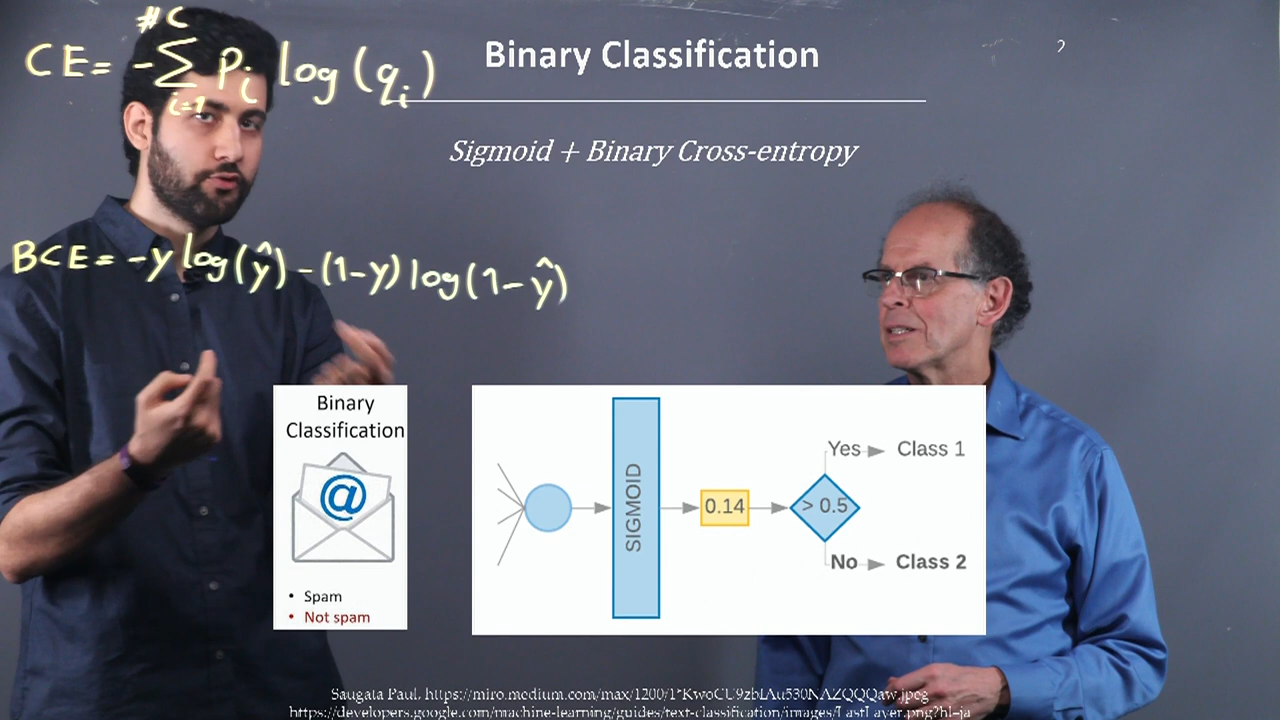 #C
CE= -∑ pᵢ log (qᵢ)
i=1
Binary Classification
Sigmoid + Binary Cross-entropy
BCE= -y log(ŷ) - (1-y) log(1-ŷ)
Binary
Classification
@
• Spam
• Not spam
SIGMOID
0.14
> 0.5
Yes
Class 1
No
Class 2
Saugata Paul, https://miro.medium.com/max/1200/1*KwoCU9zbIAu530NAZQQQaw.jpeg
https://developers.google.com/machine-learning/guides/text-classification/images/LastLayer.png?hl=ja